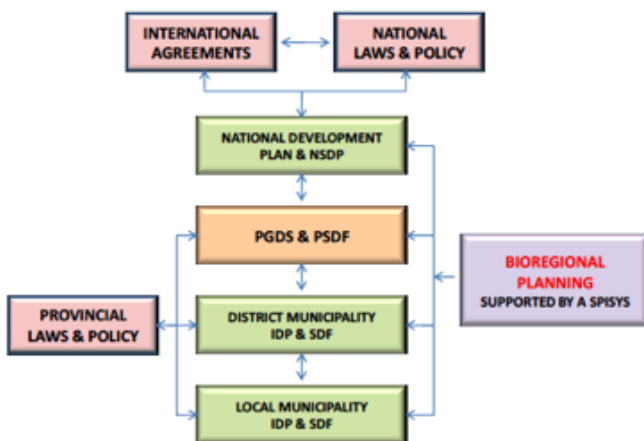 INTERNATIONAL
AGREEMENTS
NATIONAL
LAWS & POLICY
NATIONAL DEVELOPMENT
PLAN & NSDP
PGDS & PSDF
BIOREGIONAL
PLANNING
SUPPORTED BY A SPISYS
PROVINCIAL
LAWS & POLICY
DISTRICT MUNICIPALITY
IDP & SDF
LOCAL MUNICIPALITY
IDP & SDF